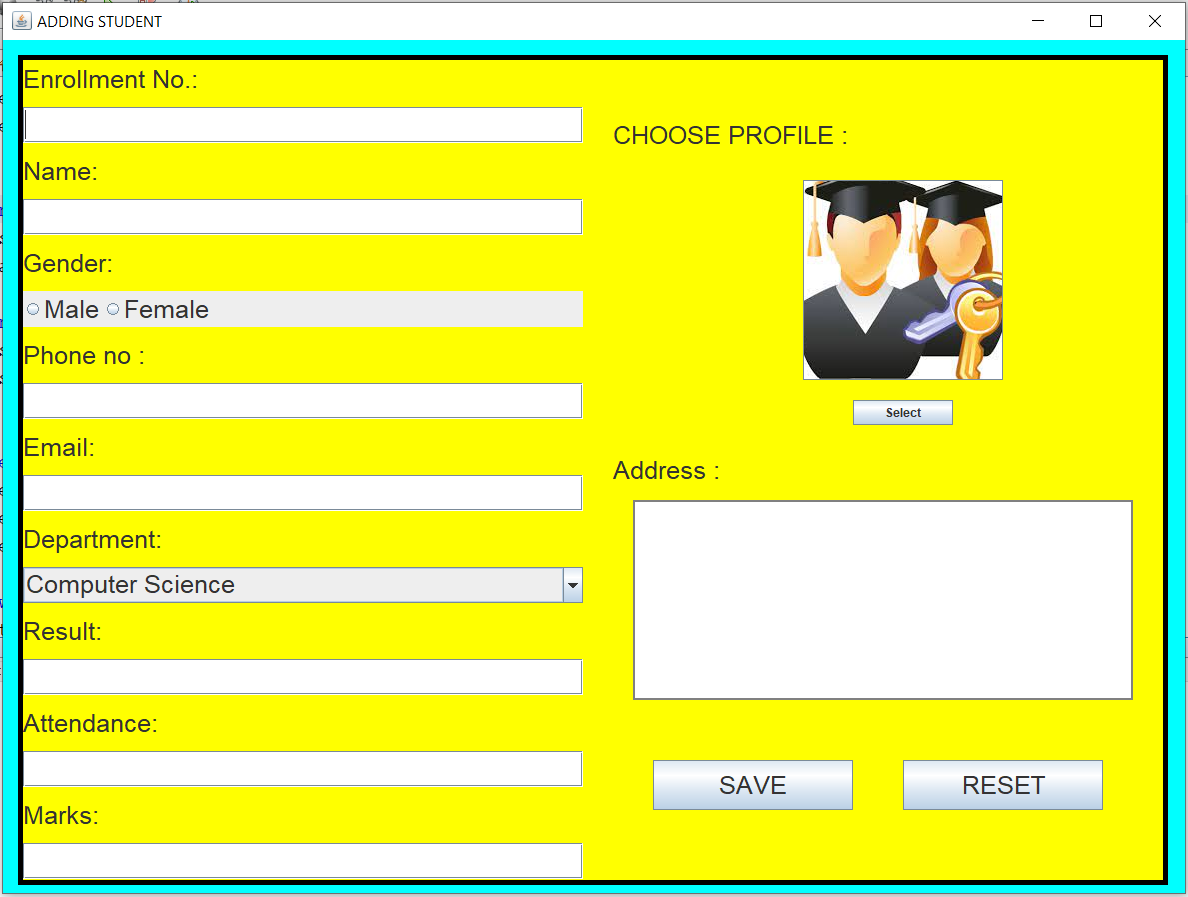 ADDING STUDENT
Enrollment No.:
Name:
Gender:
Male Female
Phone no :
Email:
Department:
Computer Science
Result:
Attendance:
Marks:
CHOOSE PROFILE :
Select
Address :
SAVE RESET